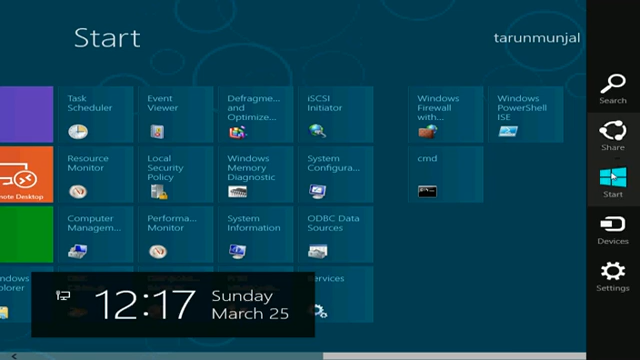 Start
tarunmunjal
Task
Scheduler
Event
Viewer
Defragme...
and
Optimize...
iSCSI
Initiator
Windows
Firewall
with...
Windows
PowerShell
ISE
Resource
Monitor
Local
Security
Policy
Windows
Memory
Diagnostic
System
Configura...
cmd
note Desktop
Computer
Managem...
Performa...
Monitor
System
Information
ODBC Data
Sources
ndows
plorer
ervices
12:17
Sunday
March 25
Search
Share
Start
Devices
Settings